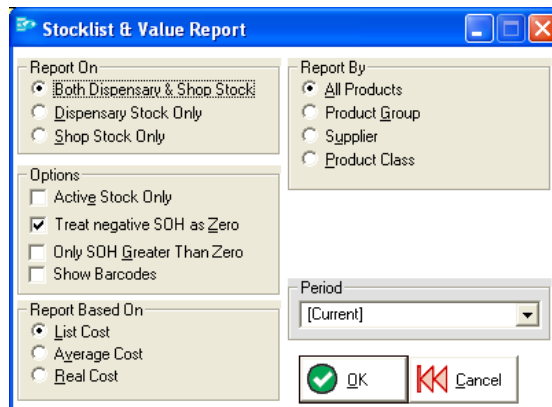 Stocklist & Value Report
Report On
Both Dispensary & Shop Stock
Dispensary Stock Only
Shop Stock Only
Options
Active Stock Only
Treat negative SOH as Zero
Only SOH Greater Than Zero
Show Barcodes
Report Based On
List Cost
Average Cost
Real Cost
Report By
All Products
Product Group
Supplier
Product Class
Period
[Current]
OK
Cancel